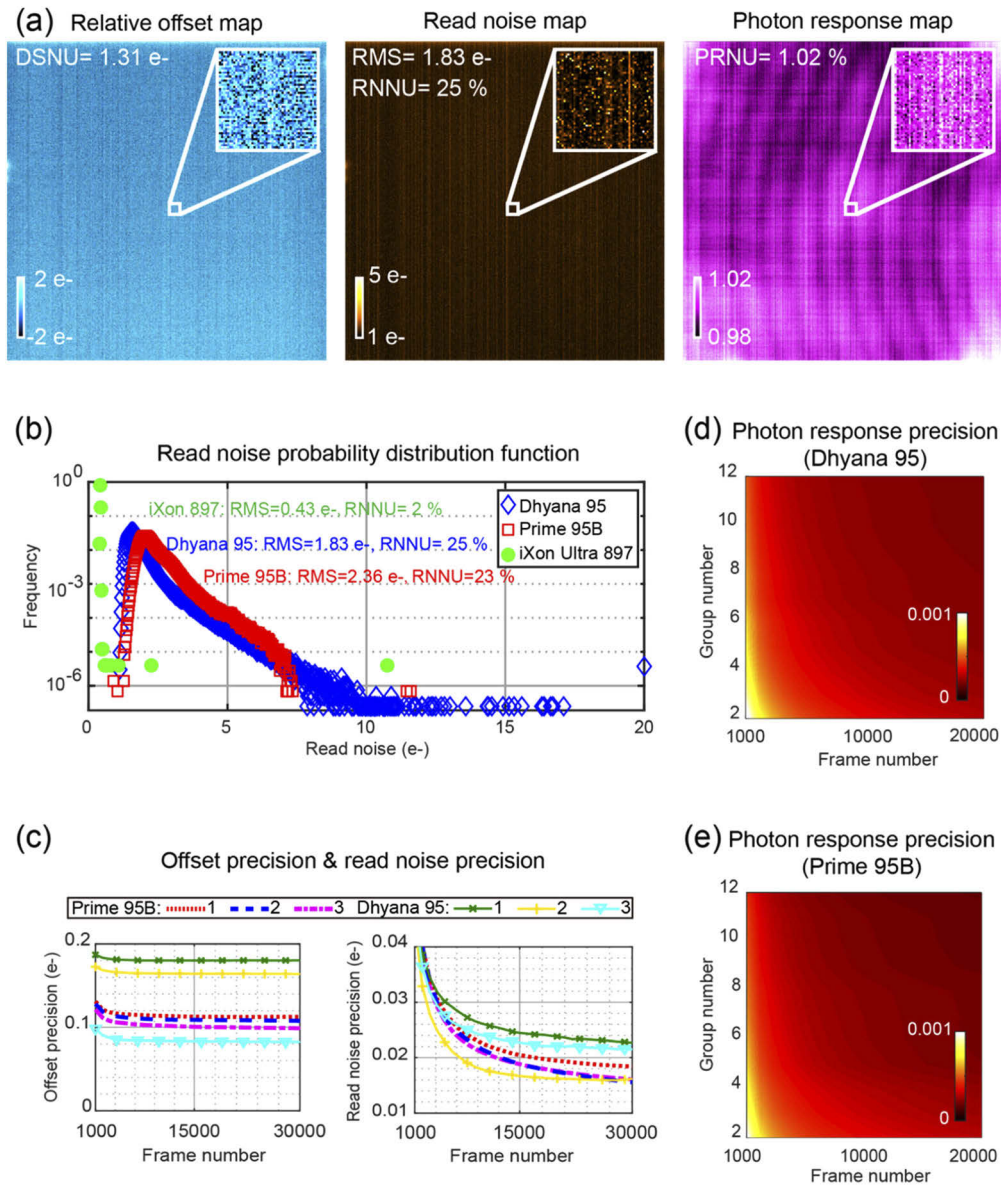 (a)
Relative offset map
Read noise map
Photon response map
DSNU= 1.31 e-
RMS= 1.83 e-
RNNU= 25 %
PRNU= 1.02 %
2 e-
-2 e-
5 e-
1 e-
1.02
0.98
(b)
Read noise probability distribution function
10⁰
10⁻³
10⁻⁶
Frequency
iXon 897: RMS=0.43 e-, RNNU= 2 %
Dhyana 95: RMS=1.83 e-, RNNU= 25 %
Prime 95B: RMS=2.36 e-, RNNU=23 %
Dhyana 95
Prime 95B
iXon Ultra 897
0 5 10 15 20
Read noise (e-)
(d)
Photon response precision
(Dhyana 95)
12
10
8
6
4
2
Group number
0.001
0
1000 10000 20000
Frame number
(c)
Offset precision & read noise precision
Prime 95B: 1 2 3 Dhyana 95: 1 2 3
0.2
0.1
0
Offset precision (e-)
1000 15000 30000
Frame number
0.04
0.03
0.02
0.01
Read noise precision (e-)
1000 15000 30000
Frame number
(e)
Photon response precision
(Prime 95B)
12
10
8
6
4
2
Group number
0.001
0
1000 10000 20000
Frame number